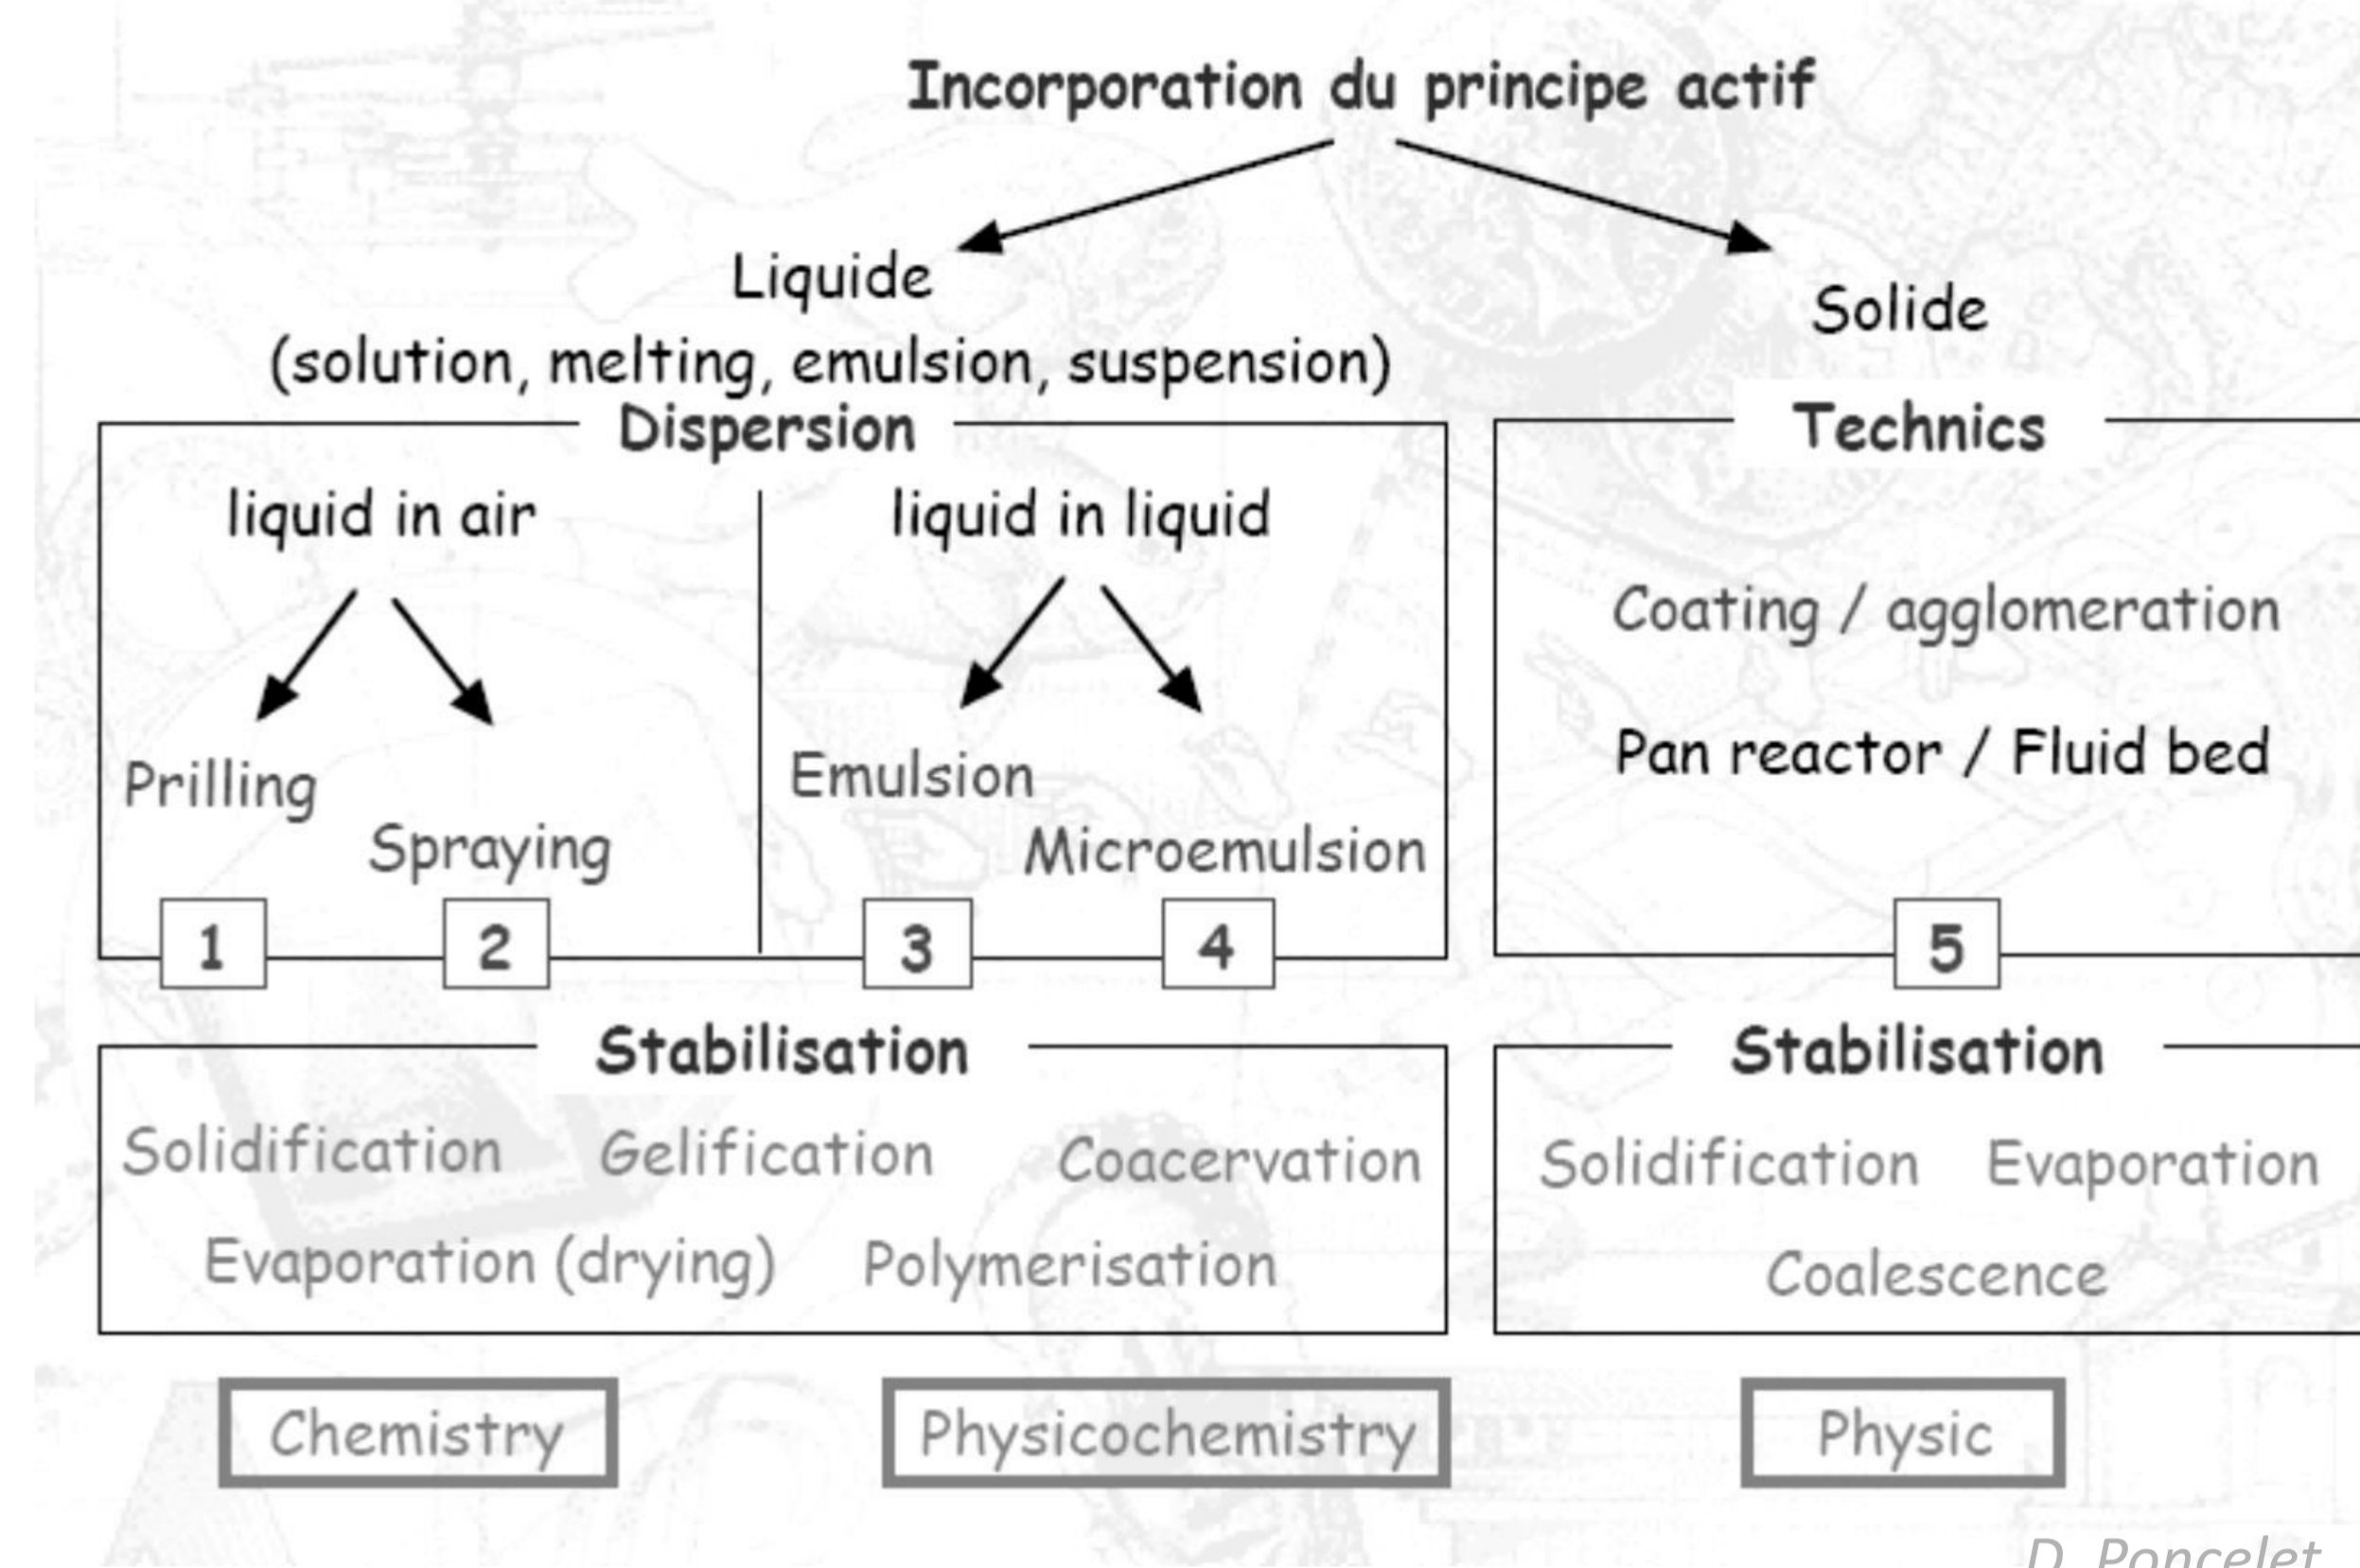 Incorporation du principe actif
Liquide
(solution, melting, emulsion, suspension)
Solide
Dispersion
liquid in air
liquid in liquid
Prilling
Spraying
Emulsion
Microemulsion
1
2
3
4
Technics
Coating / agglomeration
Pan reactor / Fluid bed
5
Stabilisation
Solidification Gelification Coacervation
Evaporation (drying) Polymerisation
Stabilisation
Solidification Evaporation
Coalescence
Chemistry
Physicochemistry
Physic
D. Poncelet